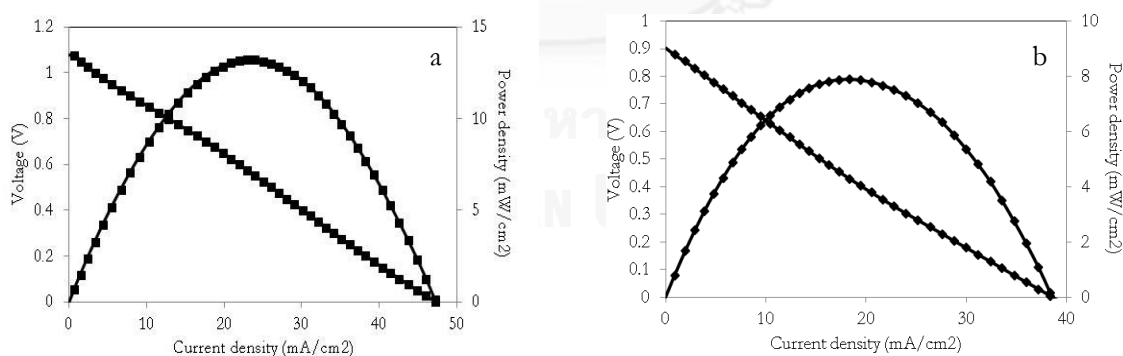 1.2
1
0.8
0.6
0.4
0.2
0
Voltage (V)
a
15
10
5
0
Power density (mW/cm2)
0 10 20 30 40 50
Current density (mA/cm2)
1
0.9
0.8
0.7
0.6
0.5
0.4
0.3
0.2
0.1
0
Voltage (V)
b
10
8
6
4
2
0
Power density (mW/cm2)
0 10 20 30 40
Current density (mA/cm2)